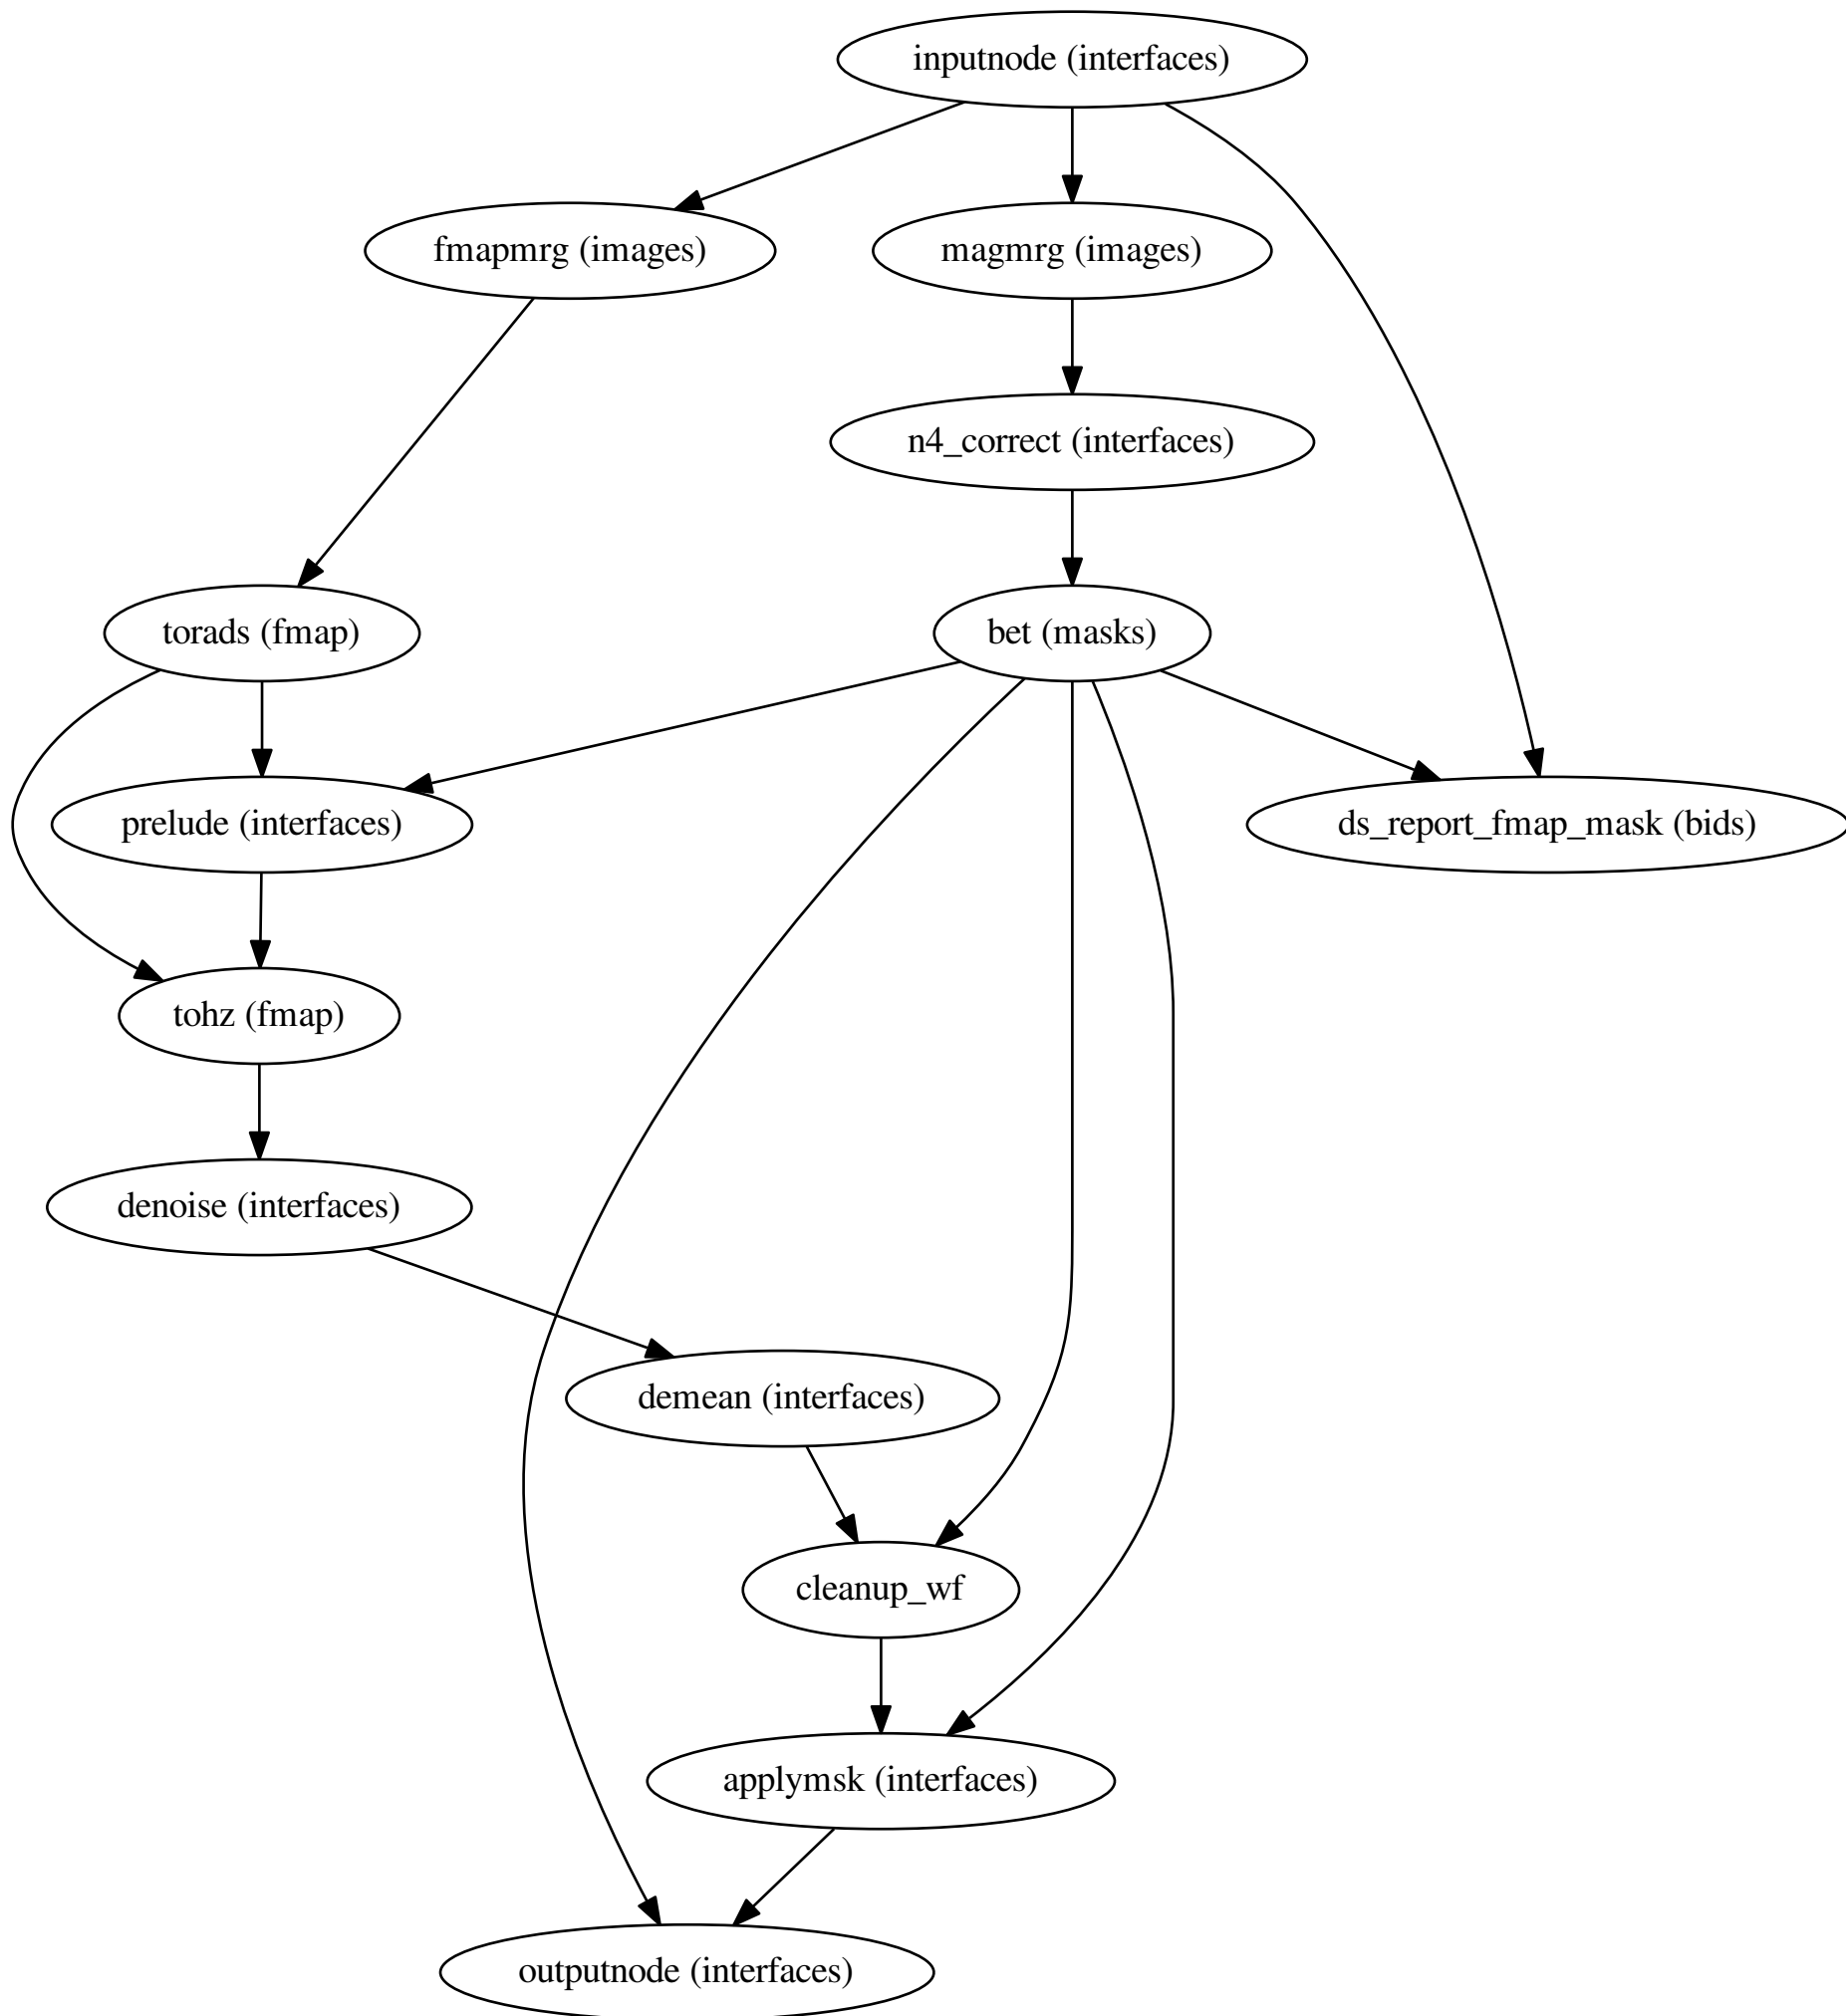 inputnode (interfaces)
fmapmrg (images)
magmrg (images)
n4_correct (interfaces)
torads (fmap)
bet (masks)
prelude (interfaces)
ds_report_fmap_mask (bids)
tohz (fmap)
denoise (interfaces)
demean (interfaces)
cleanup_wf
applymsk (interfaces)
outputnode (interfaces)